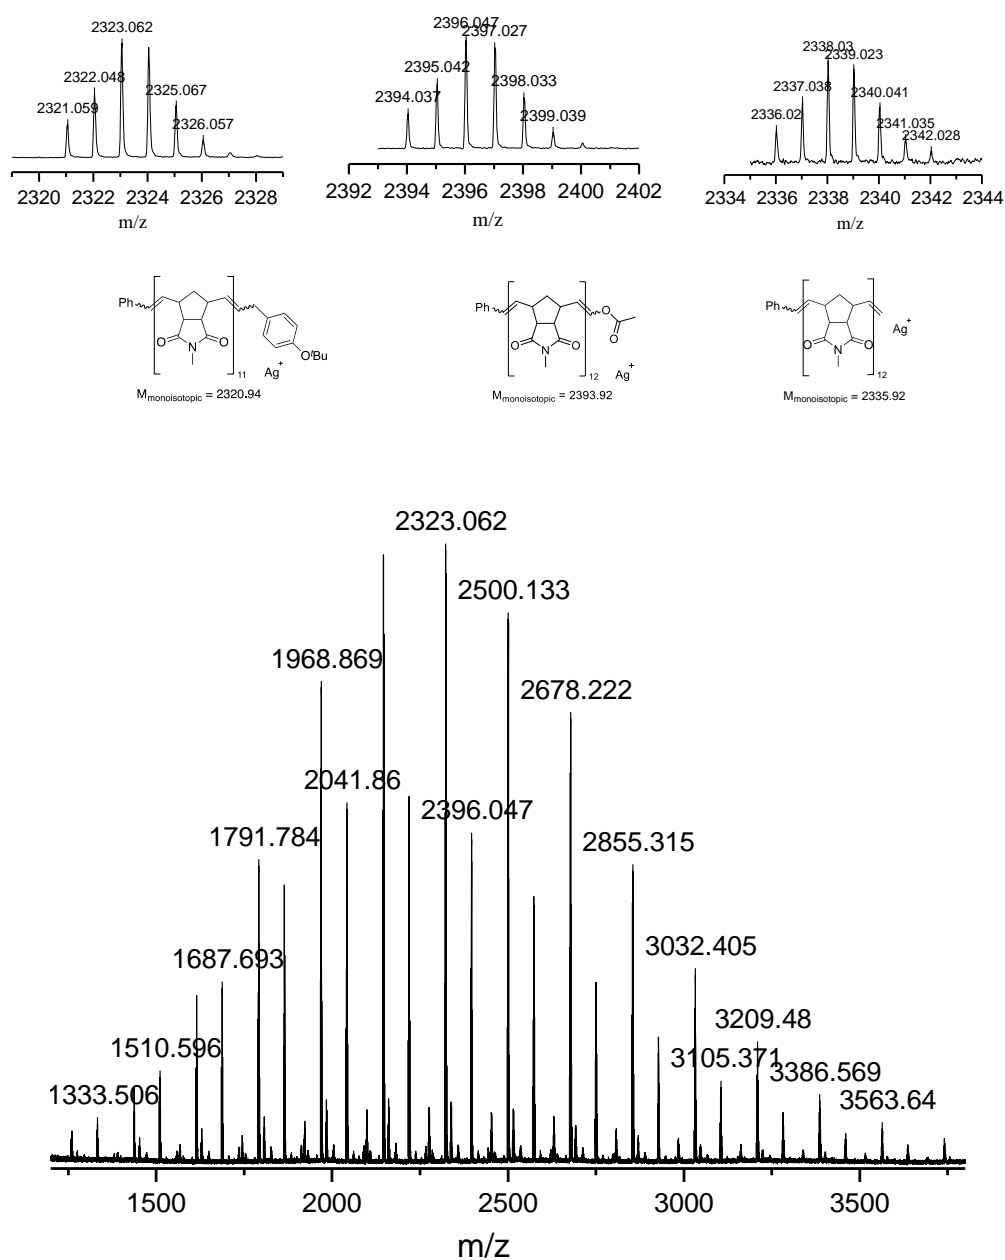 2321.059
2322.048
2323.062
2325.067
2326.057
2320 2322 2324 2326 2328
m/z
2394.037
2395.042
2396.047
2397.027
2398.033
2399.039
2392 2394 2396 2398 2400 2402
m/z
2336.02
2337.038
2338.03
2339.023
2340.041
2341.035
2342.028
2334 2336 2338 2340 2342 2344
m/z
Ph
O N O
11
OtBu
Ag+
Mmonoisotopic = 2320.94
Ph
O
O
O N O
12
Ag+
Mmonoisotopic = 2393.92
Ph
O N O
12
Ag+
Mmonoisotopic = 2335.92
2323.062
2500.133
1968.869
2678.222
2041.86
2396.047
1791.784
2855.315
1687.693
3032.405
3209.48
1510.596
3105.371
3386.569
1333.506
3563.64
1500 2000 2500 3000 3500
m/z